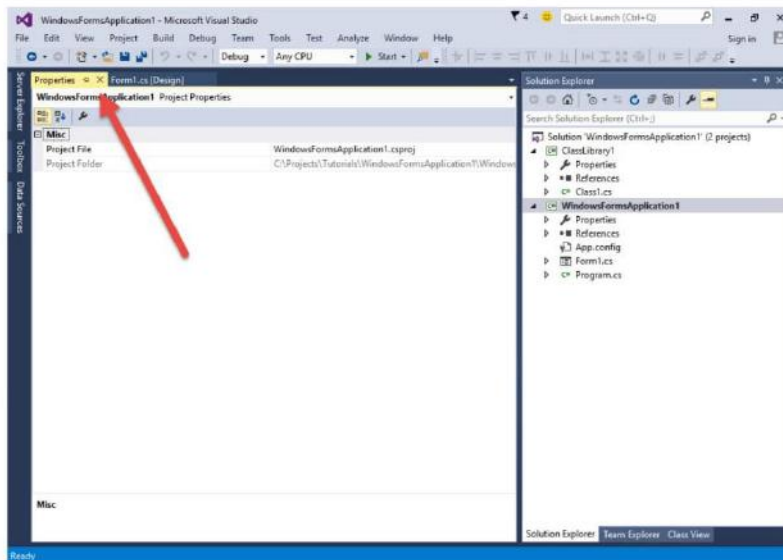 WindowsFormsApplication1 - Microsoft Visual Studio
4
Quick Launch (Ctrl+Q)
File Edit View Project Build Debug Team Tools Test Analyze Window Help
Sign in
Debug Any CPU Start
Server Explorer
Toolbox
Data Sources
Properties Form1.cs [Design]
WindowsFormsApplication1 Project Properties
Misc
Project File WindowsFormsApplication1.csproj
Project Folder C:\Projects\Tutorials\WindowsFormsApplication1\Windows
Misc
Solution Explorer
Search Solution Explorer (Ctrl+;)
Solution 'WindowsFormsApplication1' (2 projects)
ClassLibrary1
Properties
References
Class1.cs
WindowsFormsApplication1
Properties
References
App.config
Form1.cs
Program.cs
Solution Explorer Team Explorer Class View
Ready